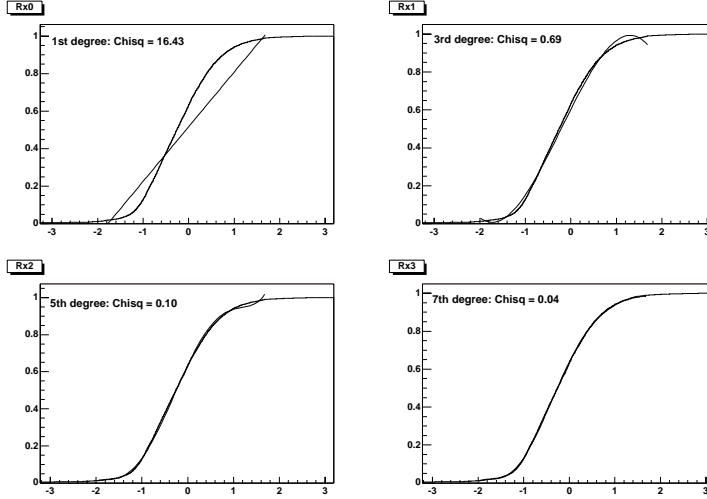 Rx0
1st degree: Chisq = 16.43
1
0.8
0.6
0.4
0.2
0
-3 -2 -1 0 1 2 3
Rx1
3rd degree: Chisq = 0.69
1
0.8
0.6
0.4
0.2
0
-3 -2 -1 0 1 2 3
Rx2
5th degree: Chisq = 0.10
1
0.8
0.6
0.4
0.2
0
-3 -2 -1 0 1 2 3
Rx3
7th degree: Chisq = 0.04
1
0.8
0.6
0.4
0.2
0
-3 -2 -1 0 1 2 3